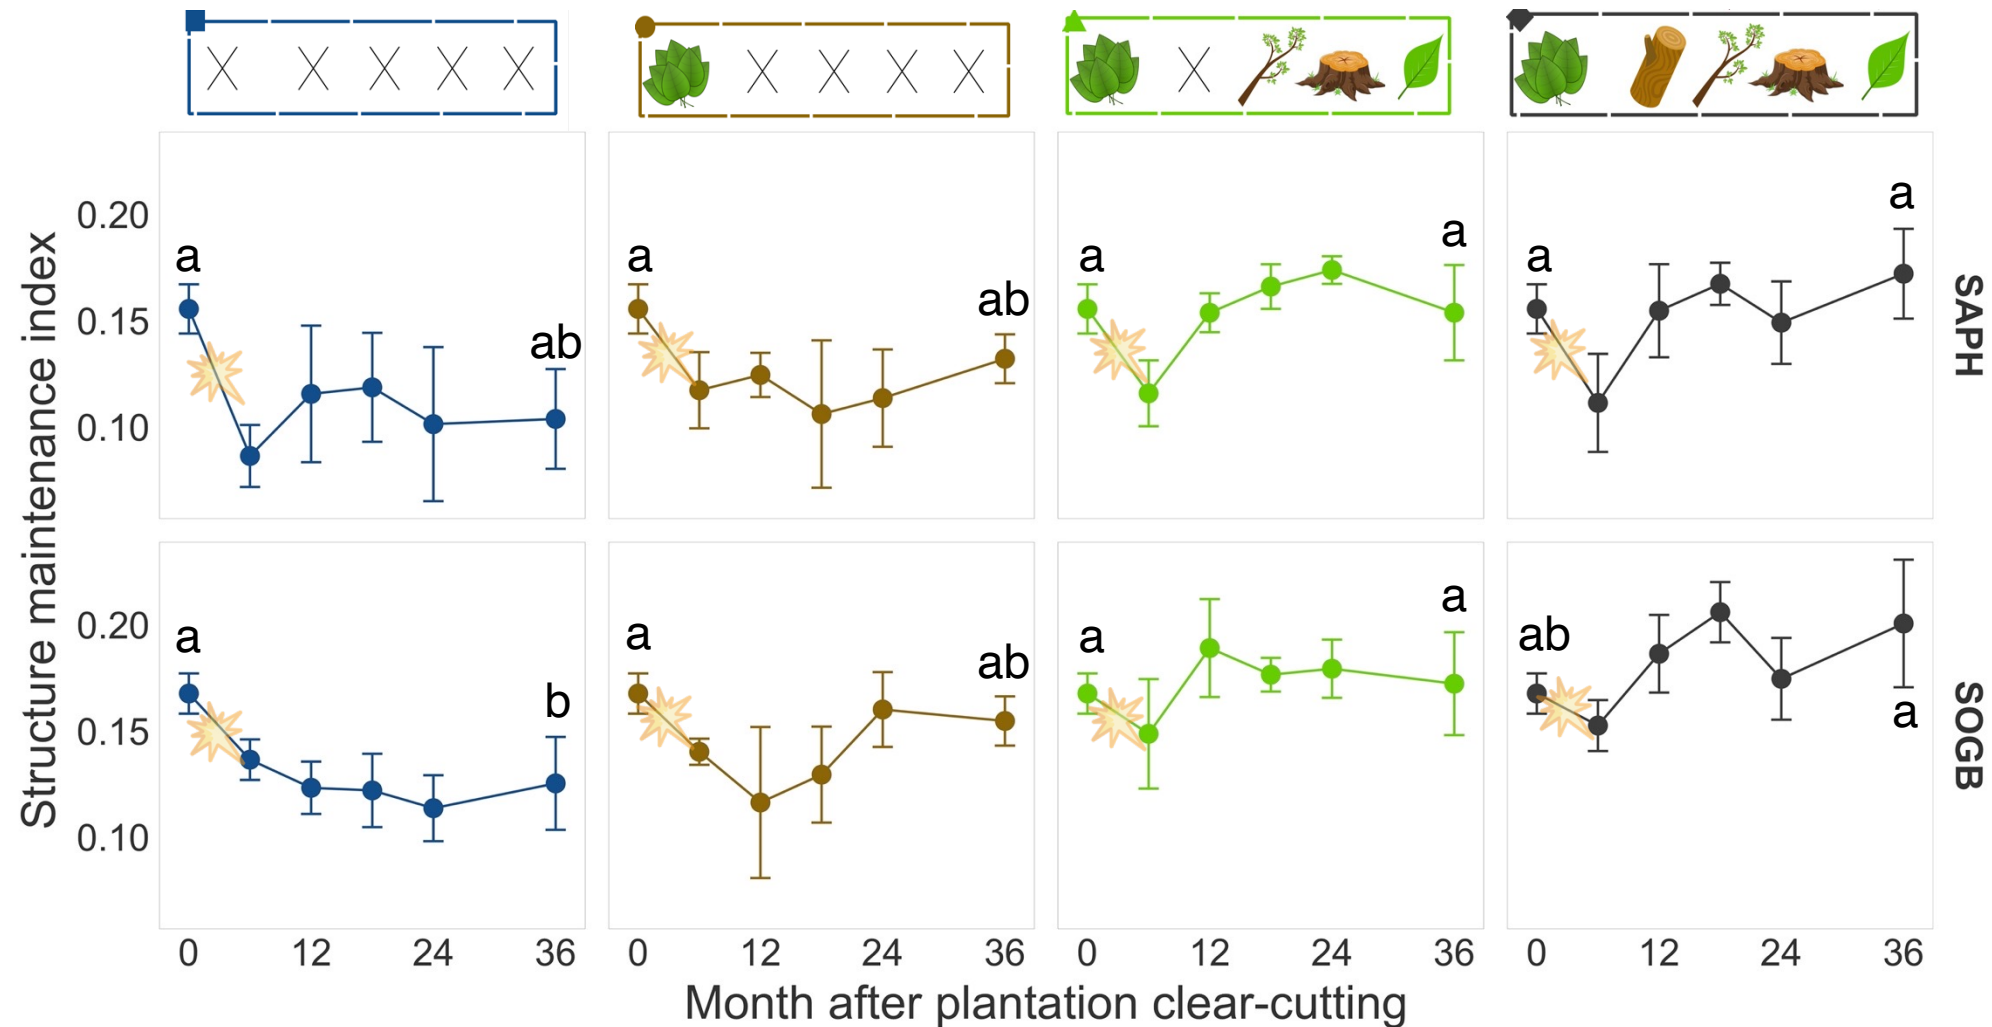 Structure maintenance index
0.20
0.15
0.10
a
ab
a
ab
a
a
a
a
SAPH
0.20
0.15
0.10
a
b
a
ab
a
a
ab
a
SOGB
0 12 24 36 0 12 24 36 0 12 24 36 0 12 24 36
Month after plantation clear-cutting